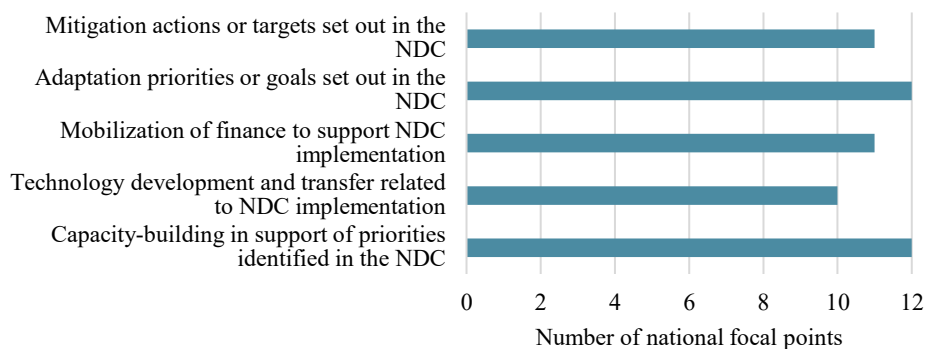 Mitigation actions or targets set out in the
NDC
Adaptation priorities or goals set out in the
NDC
Mobilization of finance to support NDC
implementation
Technology development and transfer related
to NDC implementation
Capacity-building in support of priorities
identified in the NDC
0 2 4 6 8 10 12
Number of national focal points